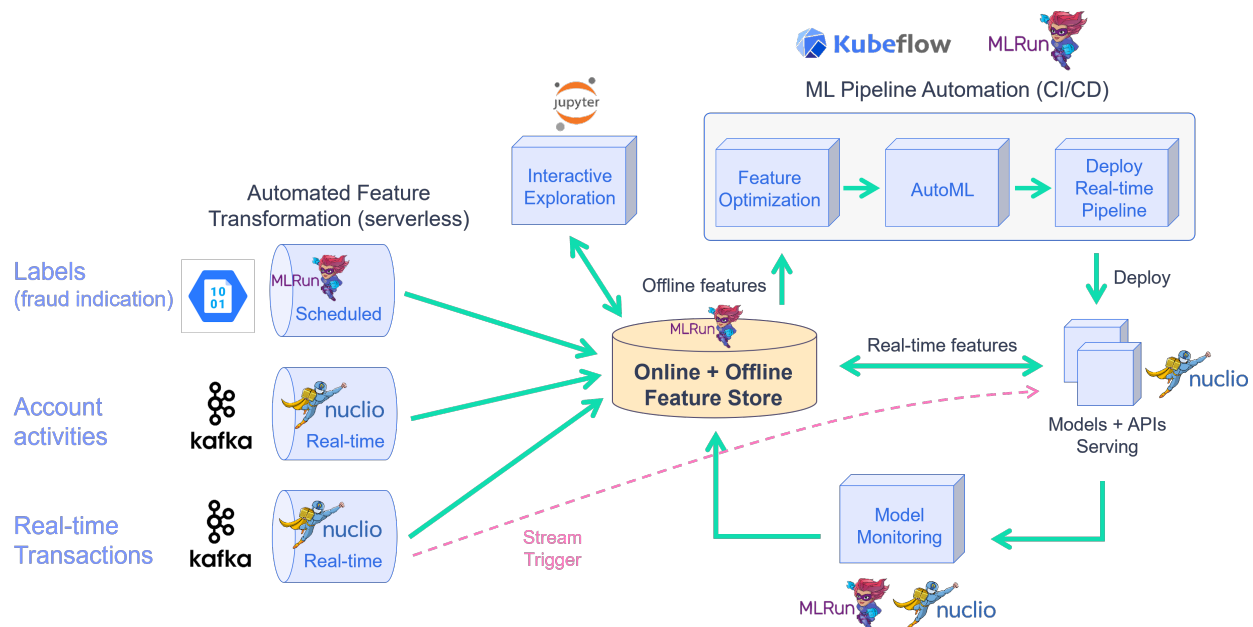 Kubeflow
MLRun
ML Pipeline Automation (CI/CD)
jupyter
Interactive
Exploration
Feature
Optimization
AutoML
Deploy
Real-time
Pipeline
Automated Feature
Transformation (serverless)
Labels
(fraud indication)
10
01
MLRun
Scheduled
Offline features
Deploy
MLRun
Online + Offline
Feature Store
Real-time features
nuclio
Models + APIs
Serving
Account
activities
kafka
nuclio
Real-time
Real-time
Transactions
kafka
nuclio
Real-time
Stream
Trigger
Model
Monitoring
MLRun
nuclio